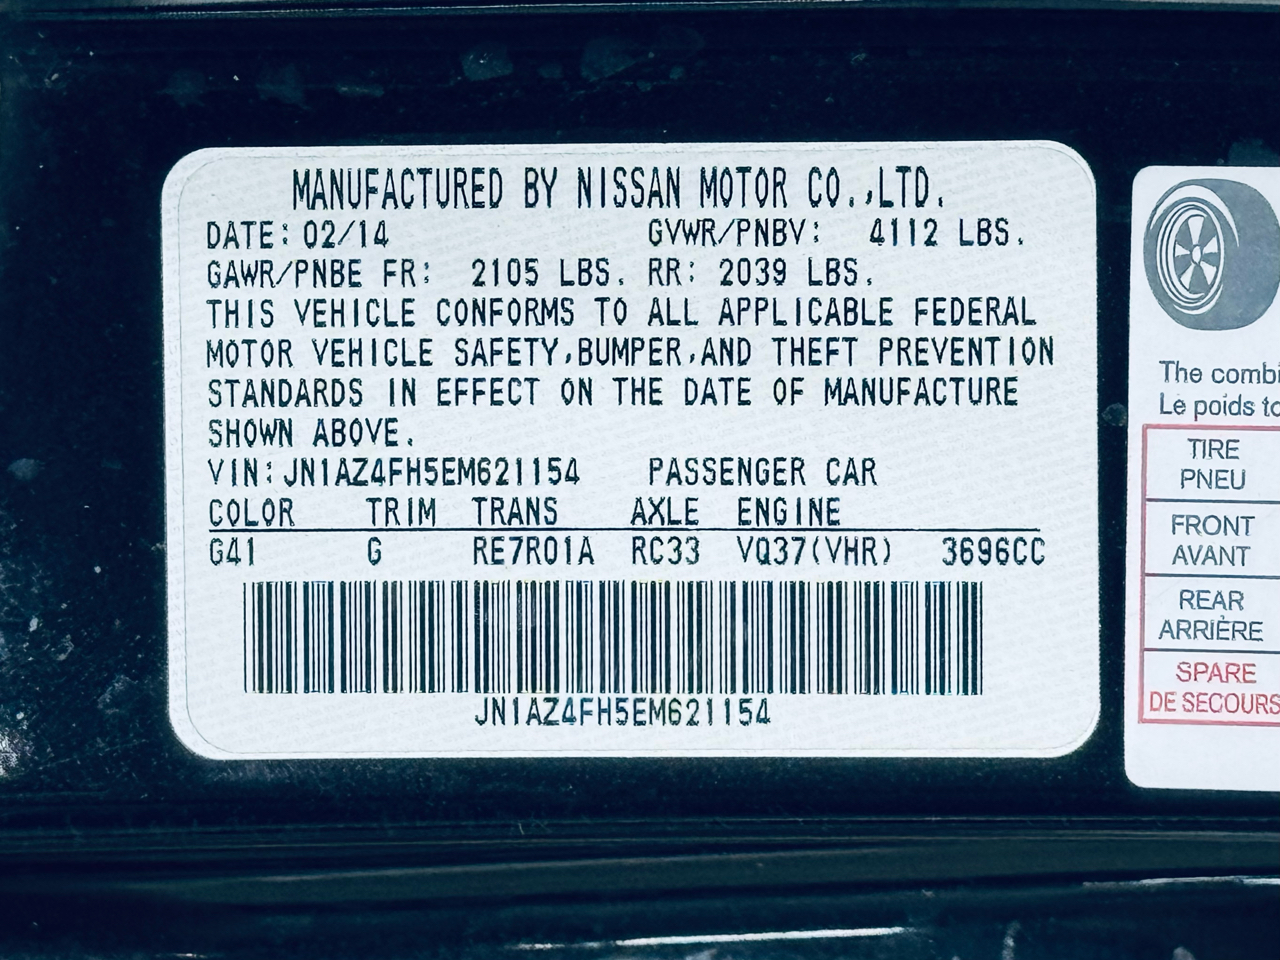 MANUFACTURED BY NISSAN MOTOR CO.,LTD.
DATE: 02/14 GVWR/PNBV: 4112 LBS.
GAWR/PNBE FR: 2105 LBS. RR: 2039 LBS.
THIS VEHICLE CONFORMS TO ALL APPLICABLE FEDERAL
MOTOR VEHICLE SAFETY,BUMPER,AND THEFT PREVENTION
STANDARDS IN EFFECT ON THE DATE OF MANUFACTURE
SHOWN ABOVE.
VIN:JN1AZ4FH5EM621154 PASSENGER CAR
COLOR TRIM TRANS AXLE ENGINE
G41 G RE7R01A RC33 VQ37(VHR) 3696CC
JN1AZ4FH5EM621154
The combi
Le poids to
TIRE
PNEU
FRONT
AVANT
REAR
ARRIÈRE
SPARE
DE SECOURS